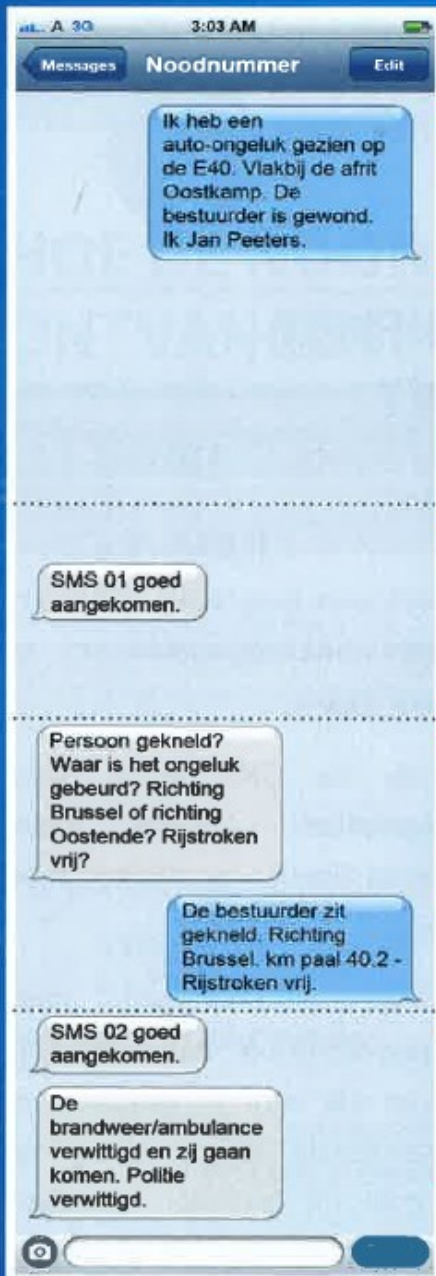 A 3G 3:03 AM
Messages Noodnummer Edit
Ik heb een
auto-ongeluk gezien op
de E40. Vlakbij de afrit
Oostkamp. De
bestuurder is gewond.
Ik Jan Peeters.
SMS 01 goed
aangekomen.
Persoon gekneld?
Waar is het ongeluk
gebeurd? Richting
Brussel of richting
Oostende? Rijstroken
vrij?
De bestuurder zit
gekneld. Richting
Brussel. km paal 40.2 -
Rijstroken vrij.
SMS 02 goed
aangekomen.
De
brandweer/ambulance
verwittigd en zij gaan
komen. Politie
verwittigd.